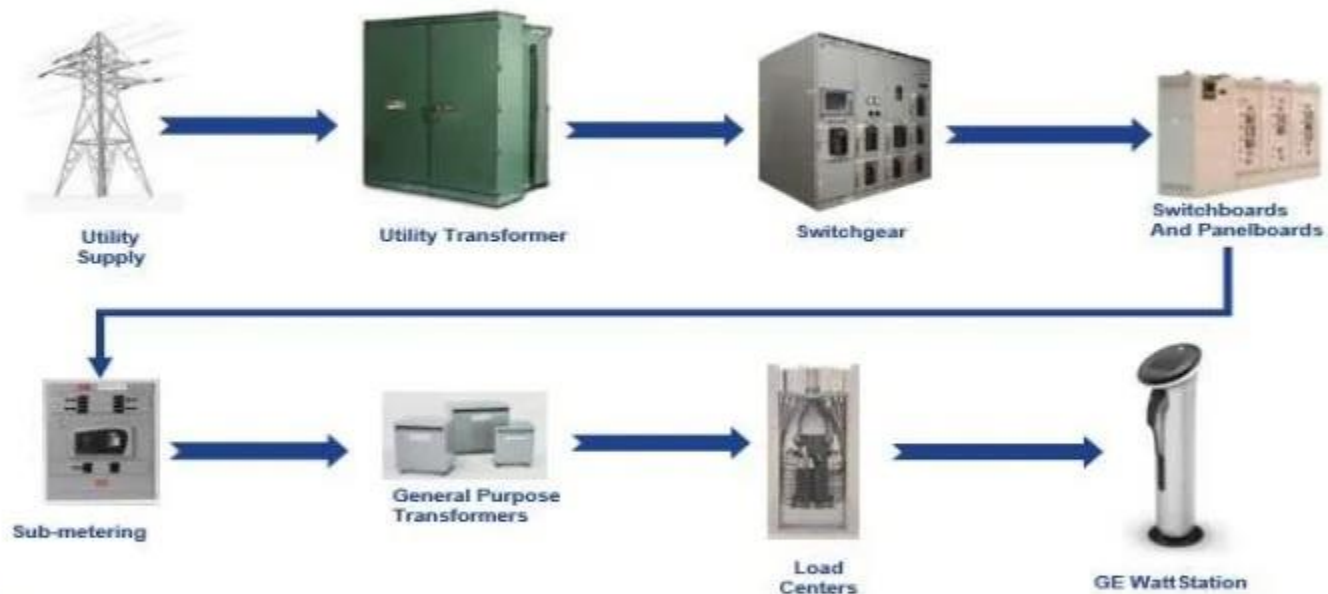 Utility
Supply
Utility Transformer
Switchgear
Switchboards
And Panelboards
Sub-metering
General Purpose
Transformers
Load
Centers
GE WattStation